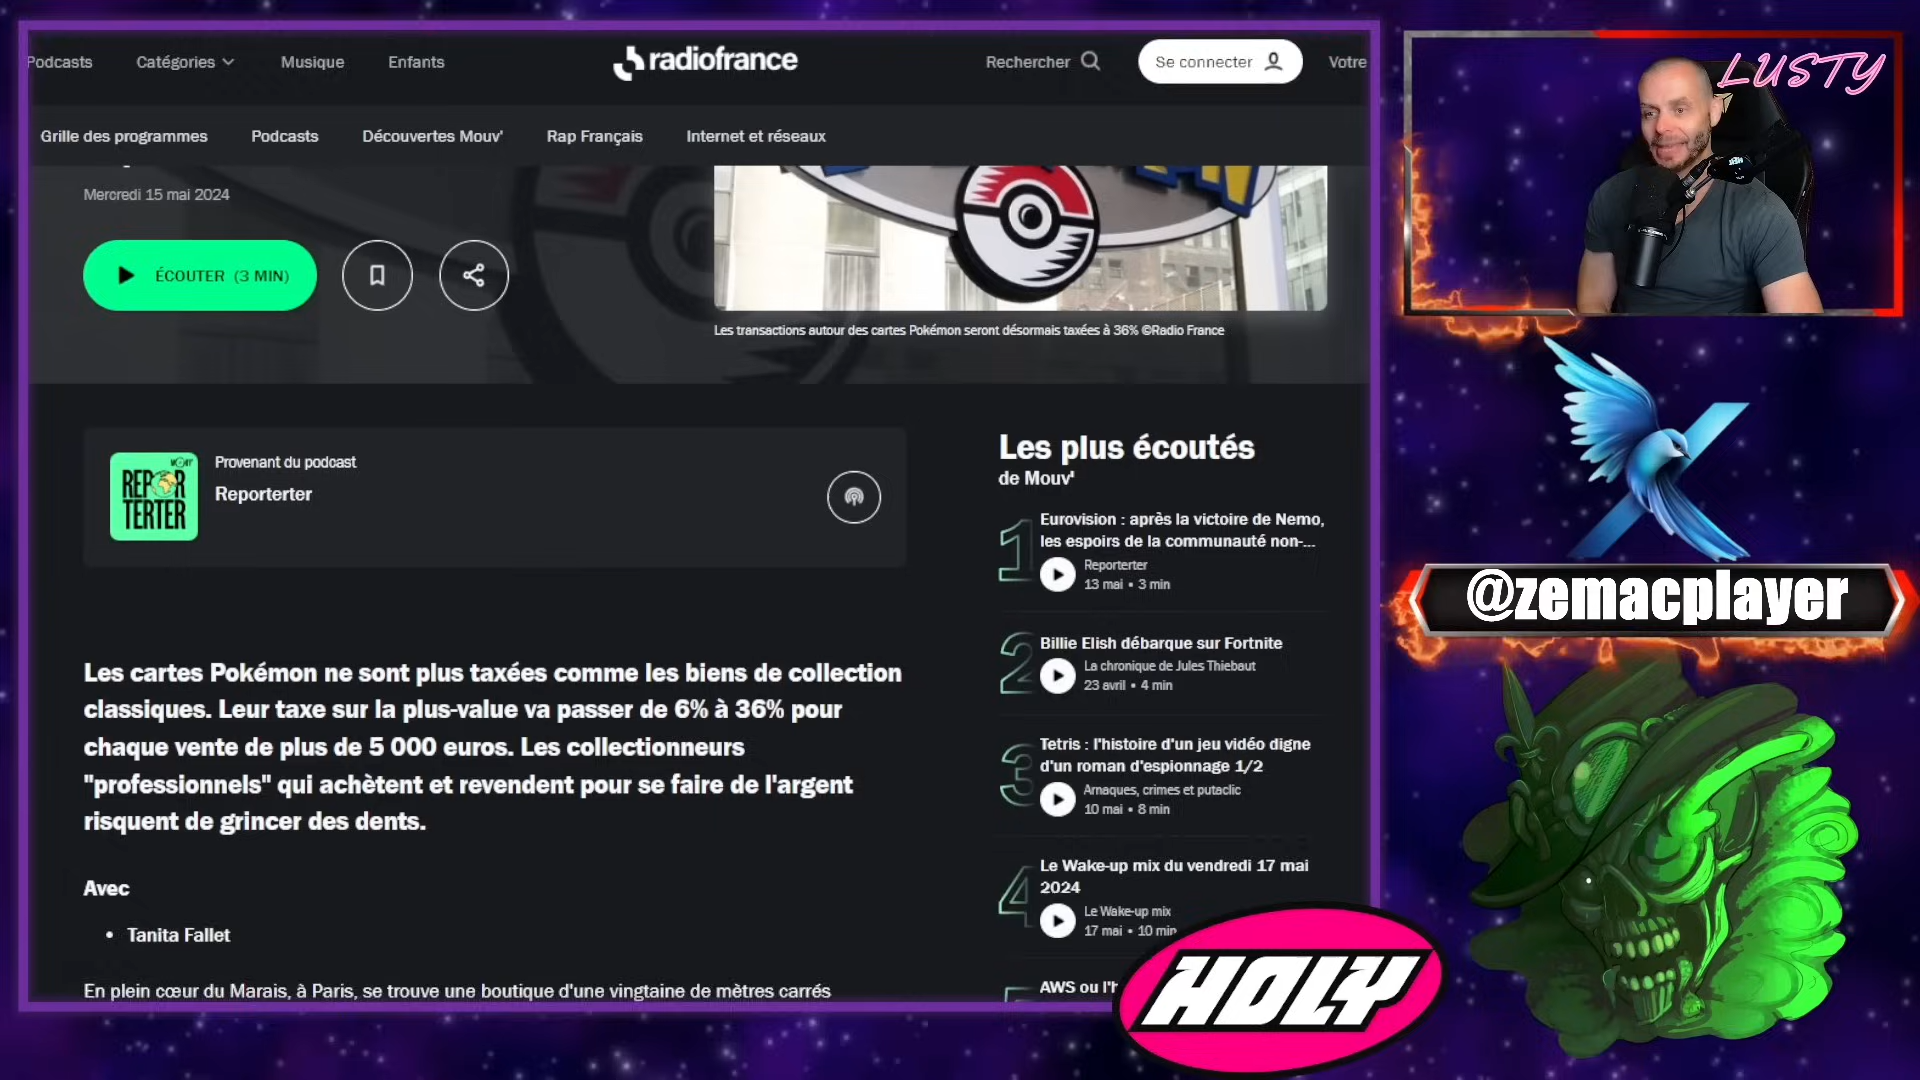 Podcasts
Catégories
Musique
Enfants
radiofrance
Rechercher
Se connecter
Votre
Grille des programmes
Podcasts
Découvertes Mouv'
Rap Français
Internet et réseaux
Mercredi 15 mai 2024
ÉCOUTER (3 MIN)
Les transactions autour des cartes Pokémon seront désormais taxées à 36% ©Radio France
REPORTERTER
Provenant du podcast
Reporterter
Les cartes Pokémon ne sont plus taxées comme les biens de collection
classiques. Leur taxe sur la plus-value va passer de 6% à 36% pour
chaque vente de plus de 5 000 euros. Les collectionneurs
"professionnels" qui achètent et revendent pour se faire de l'argent
risquent de grincer des dents.
Avec
• Tanita Fallet
En plein cœur du Marais, à Paris, se trouve une boutique d'une vingtaine de mètres carrés
Les plus écoutés
de Mouv'
1
Eurovision : après la victoire de Nemo,
les espoirs de la communauté non-...
Reporterter
13 mai • 3 min
2
Billie Elish débarque sur Fortnite
La chronique de Jules Thiebaut
23 avril • 4 min
3
Tetris : l'histoire d'un jeu vidéo digne
d'un roman d'espionnage 1/2
Arnaques, crimes et putaclic
10 mai • 8 min
4
Le Wake-up mix du vendredi 17 mai
2024
Le Wake-up mix
17 mai • 10 min
AWS ou l'h
LUSTY
@zemacplayer
HOLY